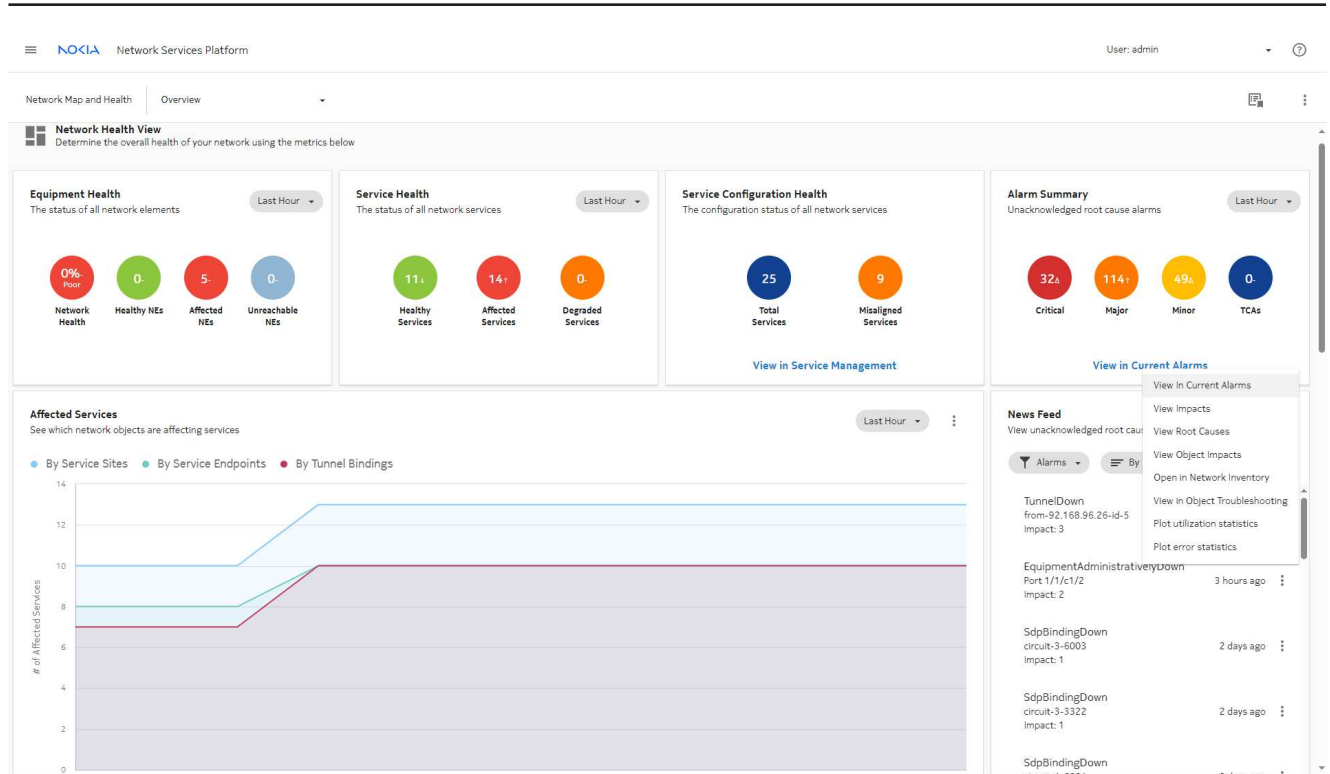 NOKIA Network Services Platform
User: admin
Network Map and Health
Overview
Network Health View
Determine the overall health of your network using the metrics below
Equipment Health
The status of all network elements
Last Hour
0%-
Poor
Network
Health
0-
Healthy NEs
5-
Affected
NEs
0-
Unreachable
NEs
Service Health
The status of all network services
Last Hour
11↓
Healthy
Services
14↑
Affected
Services
0-
Degraded
Services
Service Configuration Health
The configuration status of all network services
25
Total
Services
9
Misaligned
Services
View in Service Management
Alarm Summary
Unacknowledged root cause alarms
Last Hour
32
Critical
114↑
Major
49
Minor
0-
TCAs
View in Current Alarms
View In Current Alarms
View Impacts
View Root Causes
View Object Impacts
Open in Network Inventory
View in Object Troubleshooting
Plot utilization statistics
Plot error statistics
Affected Services
See which network objects are affecting services
Last Hour
By Service Sites
By Service Endpoints
By Tunnel Bindings
# of Affected Services
14
12
10
8
6
4
2
0
News Feed
View unacknowledged root
Alarms
By
TunnelDown
from-92.168.96.26-id-5
Impact: 3
EquipmentAdministrativelyDown
Port 1/1/c1/2
3 hours ago
Impact: 2
SdpBindingDown
circuit-3-6003
2 days ago
Impact: 1
SdpBindingDown
circuit-3-3322
2 days ago
Impact: 1
SdpBindingDown